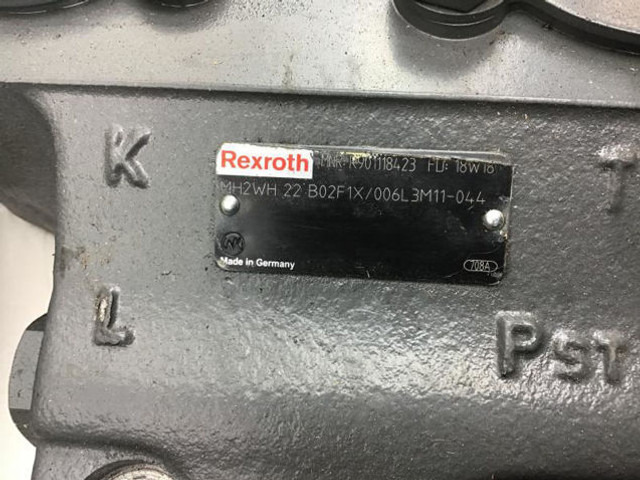 K
T
Rexroth MNR: R901118423 FD: 18W18
MH2WH 22 B02F1X/006L3M11-044
Made in Germany
708A
L
PST